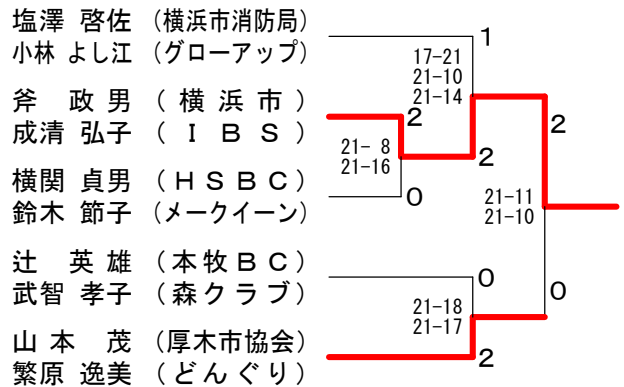 塩澤 啓佐 (横浜市消防局)
小林 よし江 (グローアップ)
斧 政男 (横浜市)
成清 弘子 (IBS)
横関 貞男 (HSBC)
鈴木 節子 (メークイーン)
辻 英雄 (本牧BC)
武智 孝子 (森クラブ)
山本 茂 (厚木市協会)
繁原 逸美 (どんぐり)
1
17-21
21-10
21-14
2
21- 8
21-16
0
2
2
21-11
21-10
0
0
21-18
21-17
2